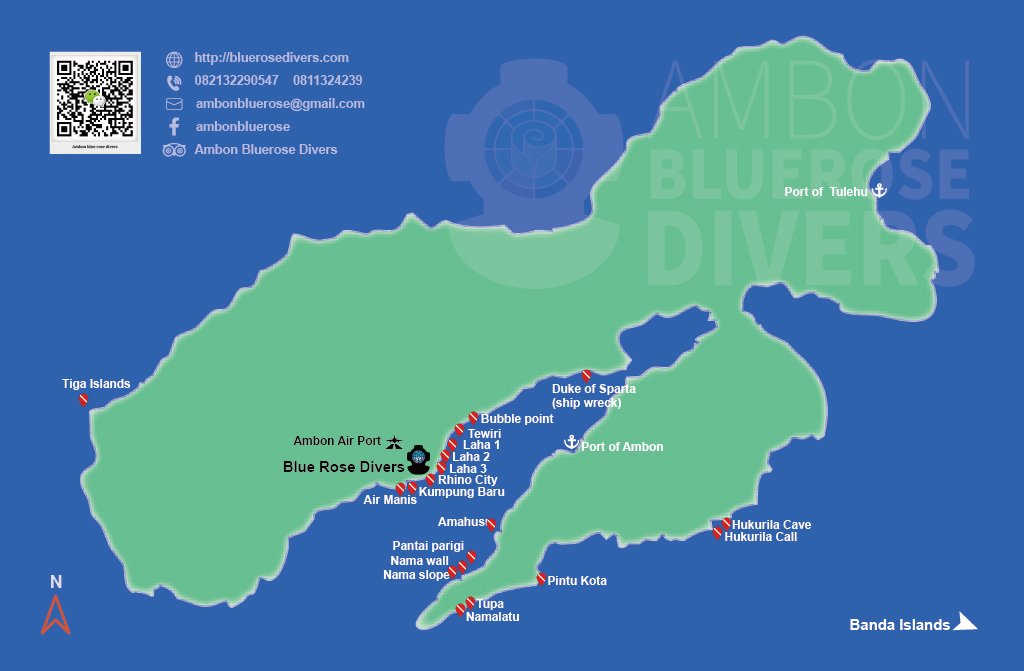 http://bluerosedivers.com
082132290547 0811324239
ambonbluerose@gmail.com
ambonbluerose
Ambon Bluerose Divers
Ambon blue rose divers
AMBON
BLUEROSE
DIVERS
Port of Tulehu
Tiga Islands
Duke of Sparta
(ship wreck)
Bubble point
Tewiri
Ambon Air Port
Laha 1
Port of Ambon
Laha 2
Blue Rose Divers
Laha 3
Rhino City
Kumpung Baru
Air Manis
Amahusu
Hukurila Cave
Hukurila Call
Pantai parigi
Nama wall
Nama slope
Pintu Kota
N
Tupa
Namalatu
Banda Islands